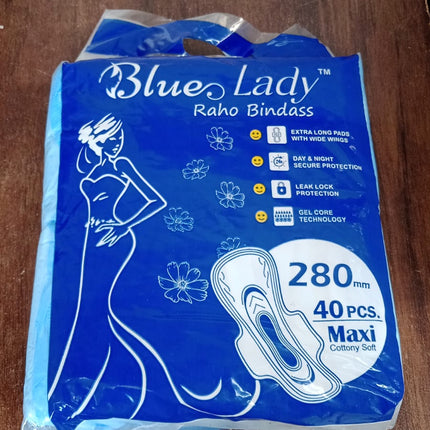 Blue Lady™
Raho Bindass
EXTRA LONG PADS
WITH WIDE WINGS
DAY & NIGHT
SECURE PROTECTION
LEAK LOCK
PROTECTION
GEL CORE
TECHNOLOGY
280mm
40 PCS.
Maxi
Cottony Soft